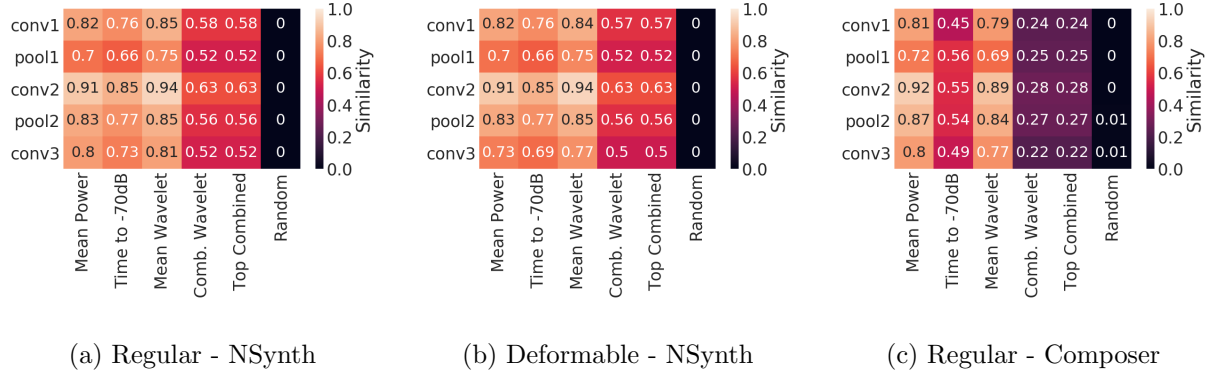 conv1 0.82 0.76 0.85 0.58 0.58 0
pool1 0.7 0.66 0.75 0.52 0.52 0
conv2 0.91 0.85 0.94 0.63 0.63 0
pool2 0.83 0.77 0.85 0.56 0.56 0
conv3 0.8 0.73 0.81 0.52 0.52 0
Mean Power
Time to -70dB
Mean Wavelet
Comb. Wavelet
Top Combined
Random
1.0
0.8
0.6
0.4
0.2
0.0
Similarity
(a) Regular - NSynth
conv1 0.82 0.76 0.84 0.57 0.57 0
pool1 0.7 0.66 0.75 0.52 0.52 0
conv2 0.91 0.85 0.94 0.63 0.63 0
pool2 0.83 0.77 0.85 0.56 0.56 0
conv3 0.73 0.69 0.77 0.5 0.5 0
Mean Power
Time to -70dB
Mean Wavelet
Comb. Wavelet
Top Combined
Random
1.0
0.8
0.6
0.4
0.2
0.0
Similarity
(b) Deformable - NSynth
conv1 0.81 0.45 0.79 0.24 0.24 0
pool1 0.72 0.56 0.69 0.25 0.25 0
conv2 0.92 0.55 0.89 0.28 0.28 0
pool2 0.87 0.54 0.84 0.27 0.27 0.01
conv3 0.8 0.49 0.77 0.22 0.22 0.01
Mean Power
Time to -70dB
Mean Wavelet
Comb. Wavelet
Top Combined
Random
1.0
0.8
0.6
0.4
0.2
0.0
Similarity
(c) Regular - Composer